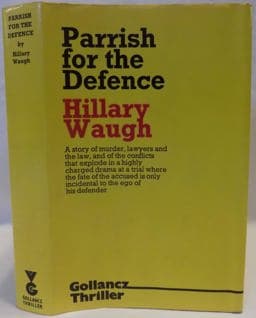 PARRISH
FOR THE
DEFENCE
by
Hillary
Waugh
VG
GOLLANCZ
THRILLER
Parrish
for the
Defence
Hillary
Waugh
A story of murder, lawyers and
the law, and of the conflicts
that explode in a highly
charged drama at a trial where
the fate of the accused is only
incidental to the ego of
his defender
Gollancz
Thriller